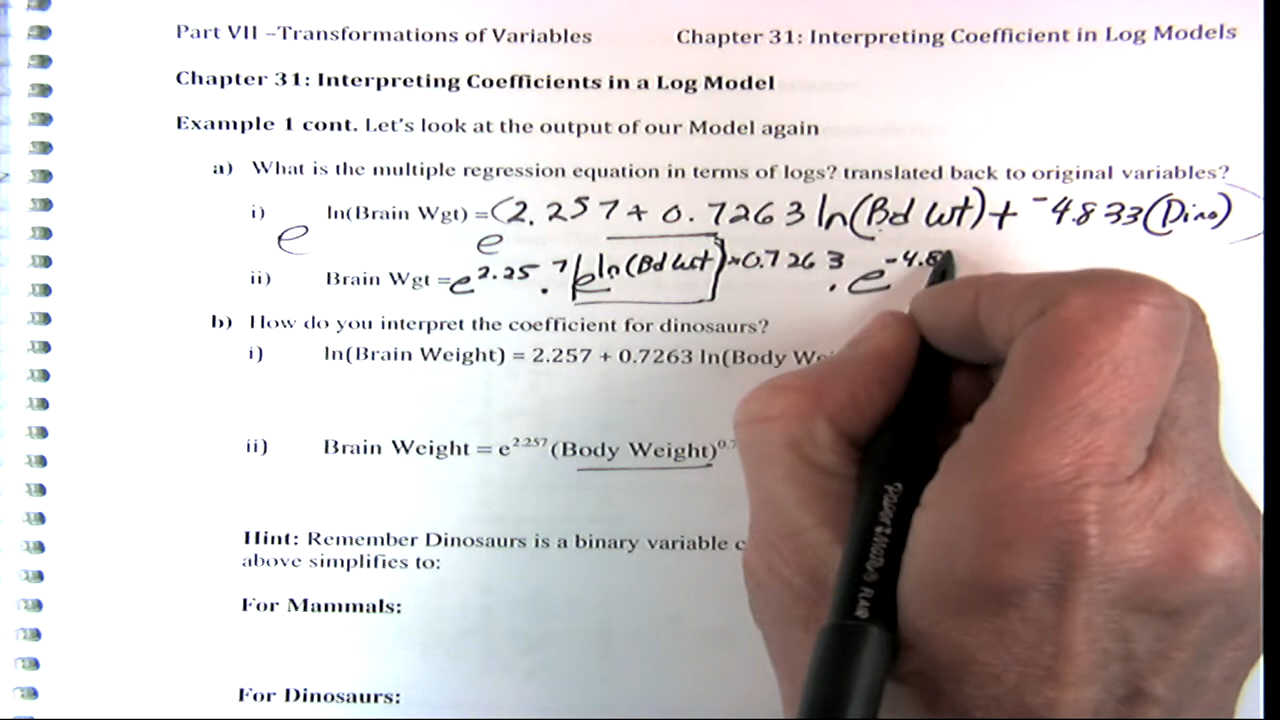 Part VII –Transformations of Variables Chapter 31: Interpreting Coefficient in Log Models
Chapter 31: Interpreting Coefficients in a Log Model
Example 1 cont. Let's look at the output of our Model again
a) What is the multiple regression equation in terms of logs? translated back to original variables?
i) ln(Brain Wgt) = (2.257 + 0.7263 ln(Bd Wt) + -4.833(Dino)
e e
ii) Brain Wgt = e^2.257 · [e^ln(Bd Wt)]^0.7263 · e^-4.8
b) How do you interpret the coefficient for dinosaurs?
i) ln(Brain Weight) = 2.257 + 0.7263 ln(Body We
ii) Brain Weight = e^2.257 (Body Weight)^0.7
Hint: Remember Dinosaurs is a binary variable
above simplifies to:
For Mammals:
For Dinosaurs:
PaperMate FLAIR